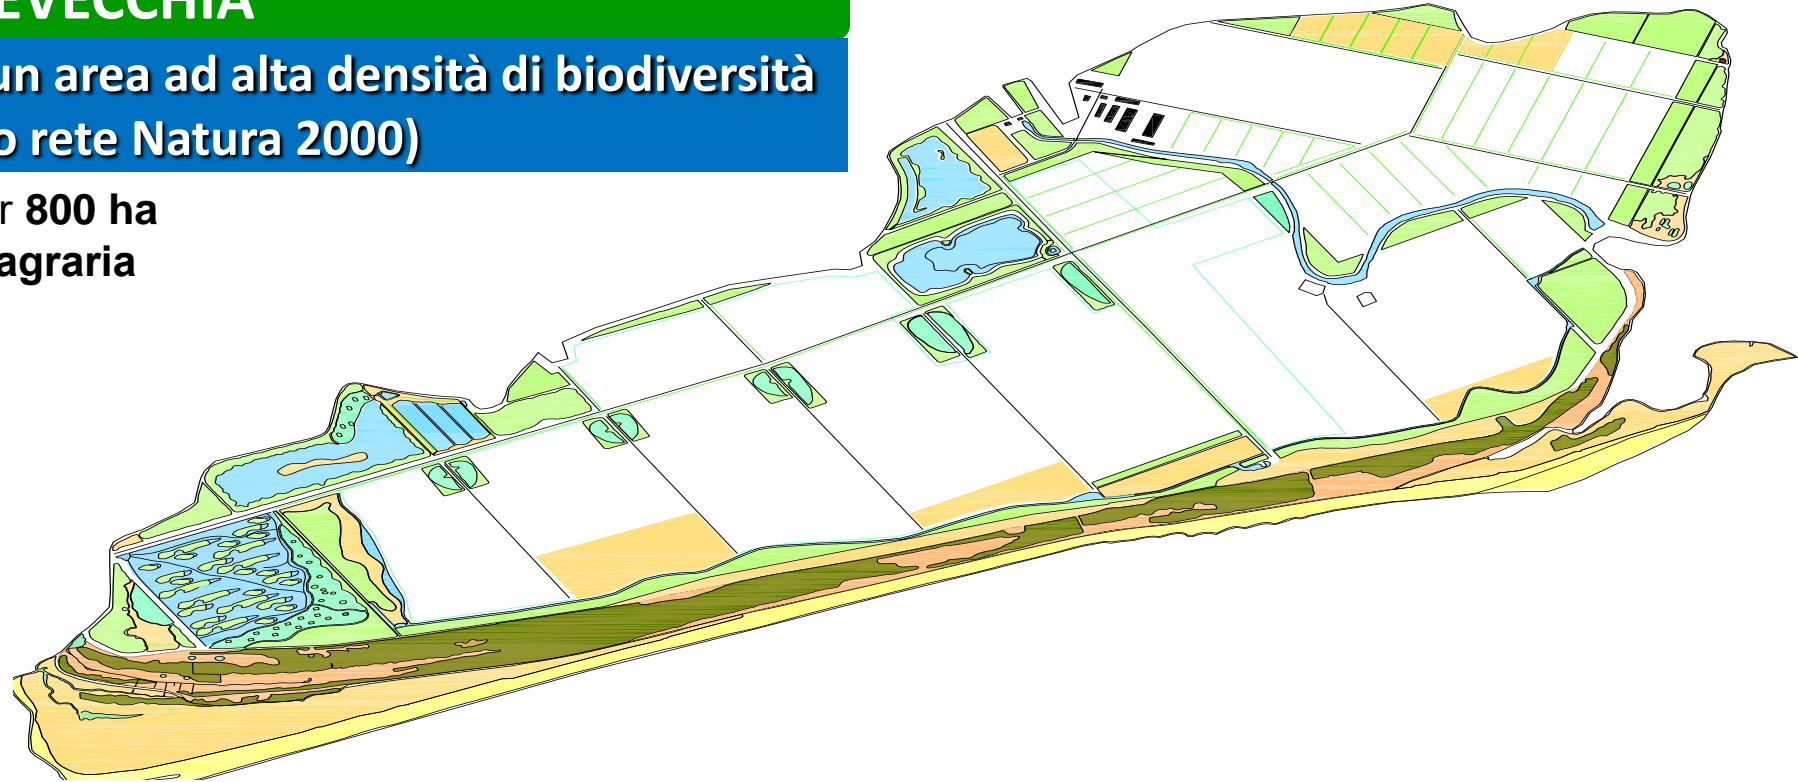 EVECCHIA
un area ad alta densità di biodiversità
o rete Natura 2000)
r 800 ha
agraria